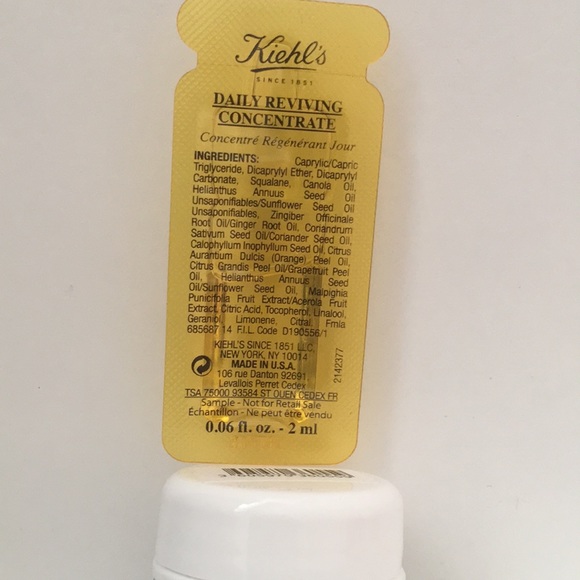 Kiehl's
SINCE 1851
DAILY REVIVING
CONCENTRATE
Concentré Régénérant Jour
INGREDIENTS: Caprylic/Capric
Triglyceride, Dicaprylyl Ether, Dicaprylyl
Carbonate, Squalane, Canola Oil,
Helianthus Annuus Seed Oil
Unsaponifiables/Sunflower Seed Oil
Unsaponifiables, Zingiber Officinale
Root Oil/Ginger Root Oil, Coriandrum
Sativum Seed Oil/Coriander Seed Oil,
Calophyllum Inophyllum Seed Oil, Citrus
Aurantium Dulcis (Orange) Peel Oil,
Citrus Grandis Peel Oil/Grapefruit Peel
Oil, Helianthus Annuus Seed
Oil/Sunflower Seed Oil, Malpighia
Punicifolia Fruit Extract/Acerola Fruit
Extract, Citric Acid, Tocopherol, Linalool,
Geraniol, Limonene, Citral, Fmla
685687 14 F.I.L. Code D190556/1
KIEHL'S SINCE 1851 LLC,
NEW YORK, NY 10014
MADE IN U.S.A.
106 rue Danton 92691
Levallois Perret Cedex
TSA 75000 93584 ST OUEN CEDEX FR
Sample - Not for Retail Sale
Échantillon - Ne peut être vendu
0.06 fl. oz. - 2 ml
2142377